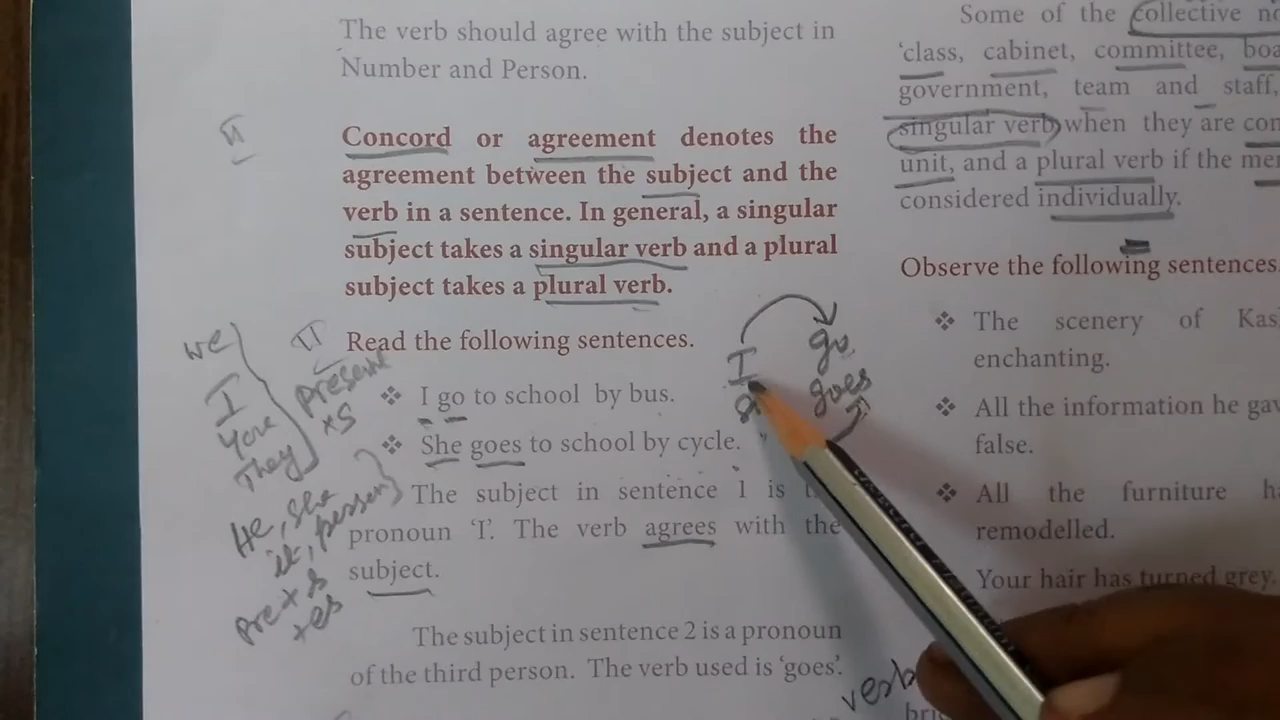 The verb should agree with the subject in
Number and Person.
Concord or agreement denotes the
agreement between the subject and the
verb in a sentence. In general, a singular
subject takes a singular verb and a plural
subject takes a plural verb.
Read the following sentences.
❖ I go to school by bus.
❖ She goes to school by cycle.
The subject in sentence 1 is
pronoun ‘I’. The verb agrees with the
subject.
The subject in sentence 2 is a pronoun
of the third person. The verb used is ‘goes’.
we
I
You
They
Present
×S
He, she
it, person
Pre + s
+es
I
go
goes
verb
Some of the collective
‘class, cabinet, committee,
government, team and staff,
singular verb when they are
unit, and a plural verb if the
considered individually.
Observe the following sentences.
❖ The scenery of
enchanting.
❖ All the information he
false.
❖ All the furniture
remodelled.
Your hair has turned grey.